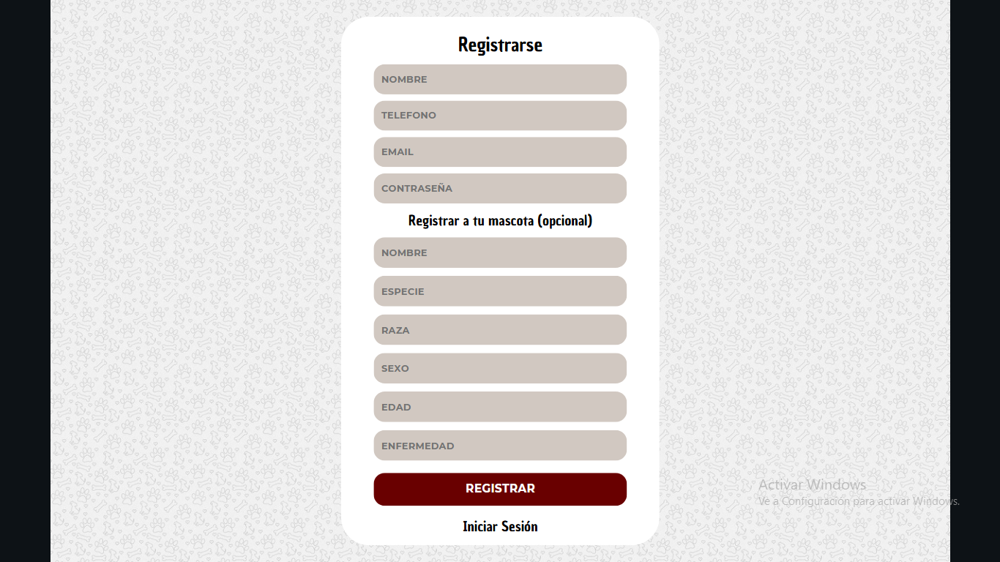 Registrarse
NOMBRE
TELEFONO
EMAIL
CONTRASEÑA
Registrar a tu mascota (opcional)
NOMBRE
ESPECIE
RAZA
SEXO
EDAD
ENFERMEDAD
REGISTRAR
Iniciar Sesión
Activar Windows
Ve a Configuración para activar Windows.